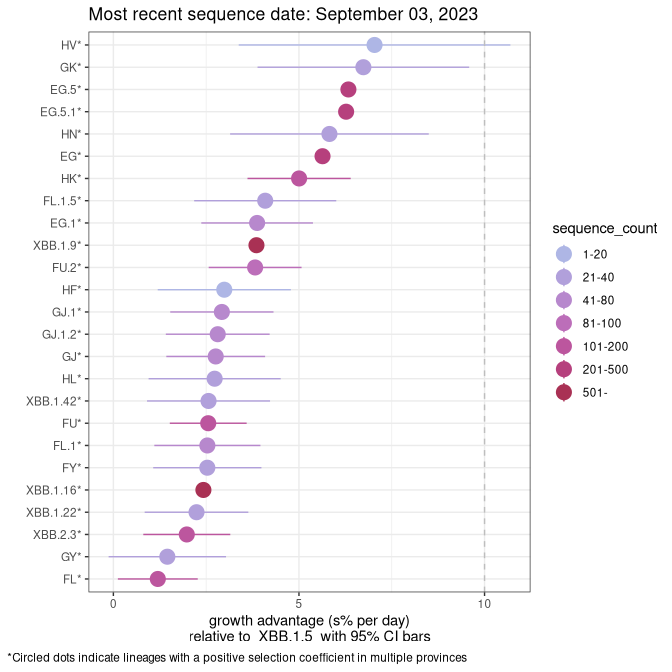 Most recent sequence date: September 03, 2023
HV*
GK*
EG.5*
EG.5.1*
HN*
EG*
HK*
FL.1.5*
EG.1*
XBB.1.9*
FU.2*
HF*
GJ.1*
GJ.1.2*
GJ*
HL*
XBB.1.42*
FU*
FL.1*
FY*
XBB.1.16*
XBB.1.22*
XBB.2.3*
GY*
FL*
0 5 10
growth advantage (s% per day)
relative to XBB.1.5 with 95% CI bars
sequence_count
1-20
21-40
41-80
81-100
101-200
201-500
501-
*Circled dots indicate lineages with a positive selection coefficient in multiple provinces